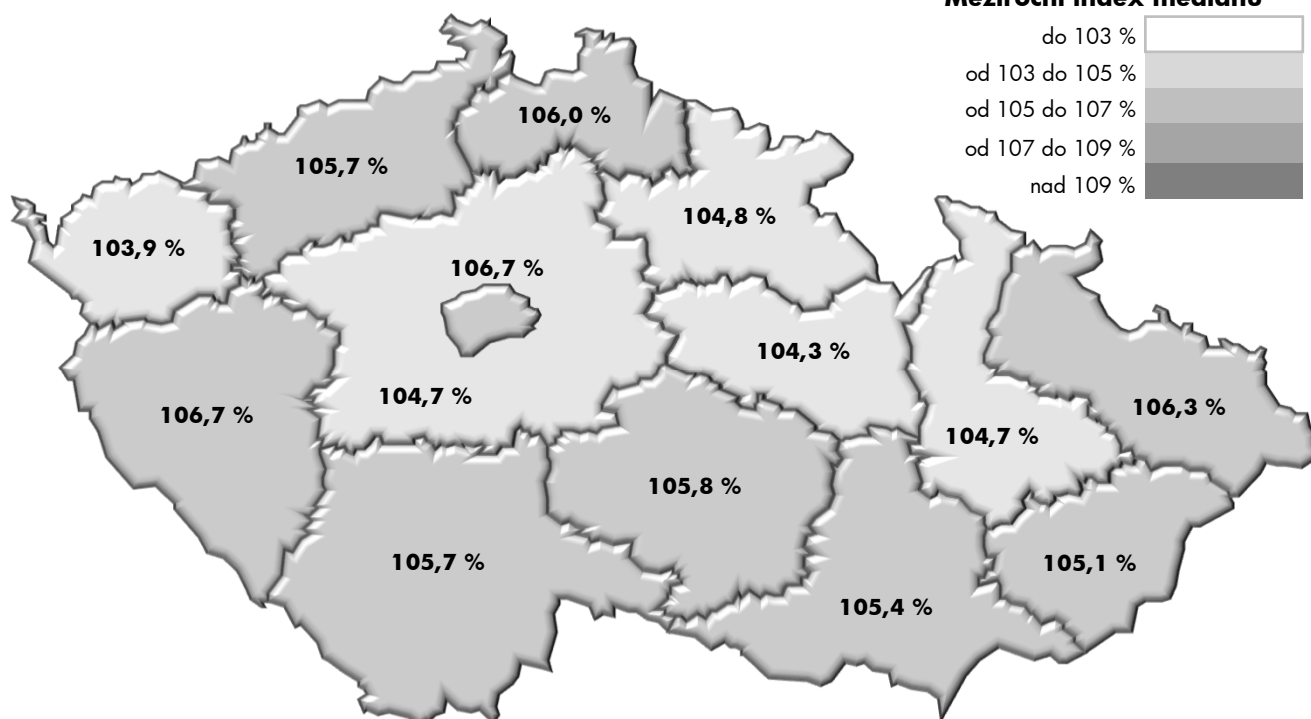 Meziroční index mediánu
do 103 %
od 103 do 105 %
od 105 do 107 %
od 107 do 109 %
nad 109 %
106,0 %
105,7 %
104,8 %
103,9 %
106,7 %
104,3 %
104,7 %
106,7 %
106,3 %
104,7 %
105,8 %
105,7 %
105,1 %
105,4 %